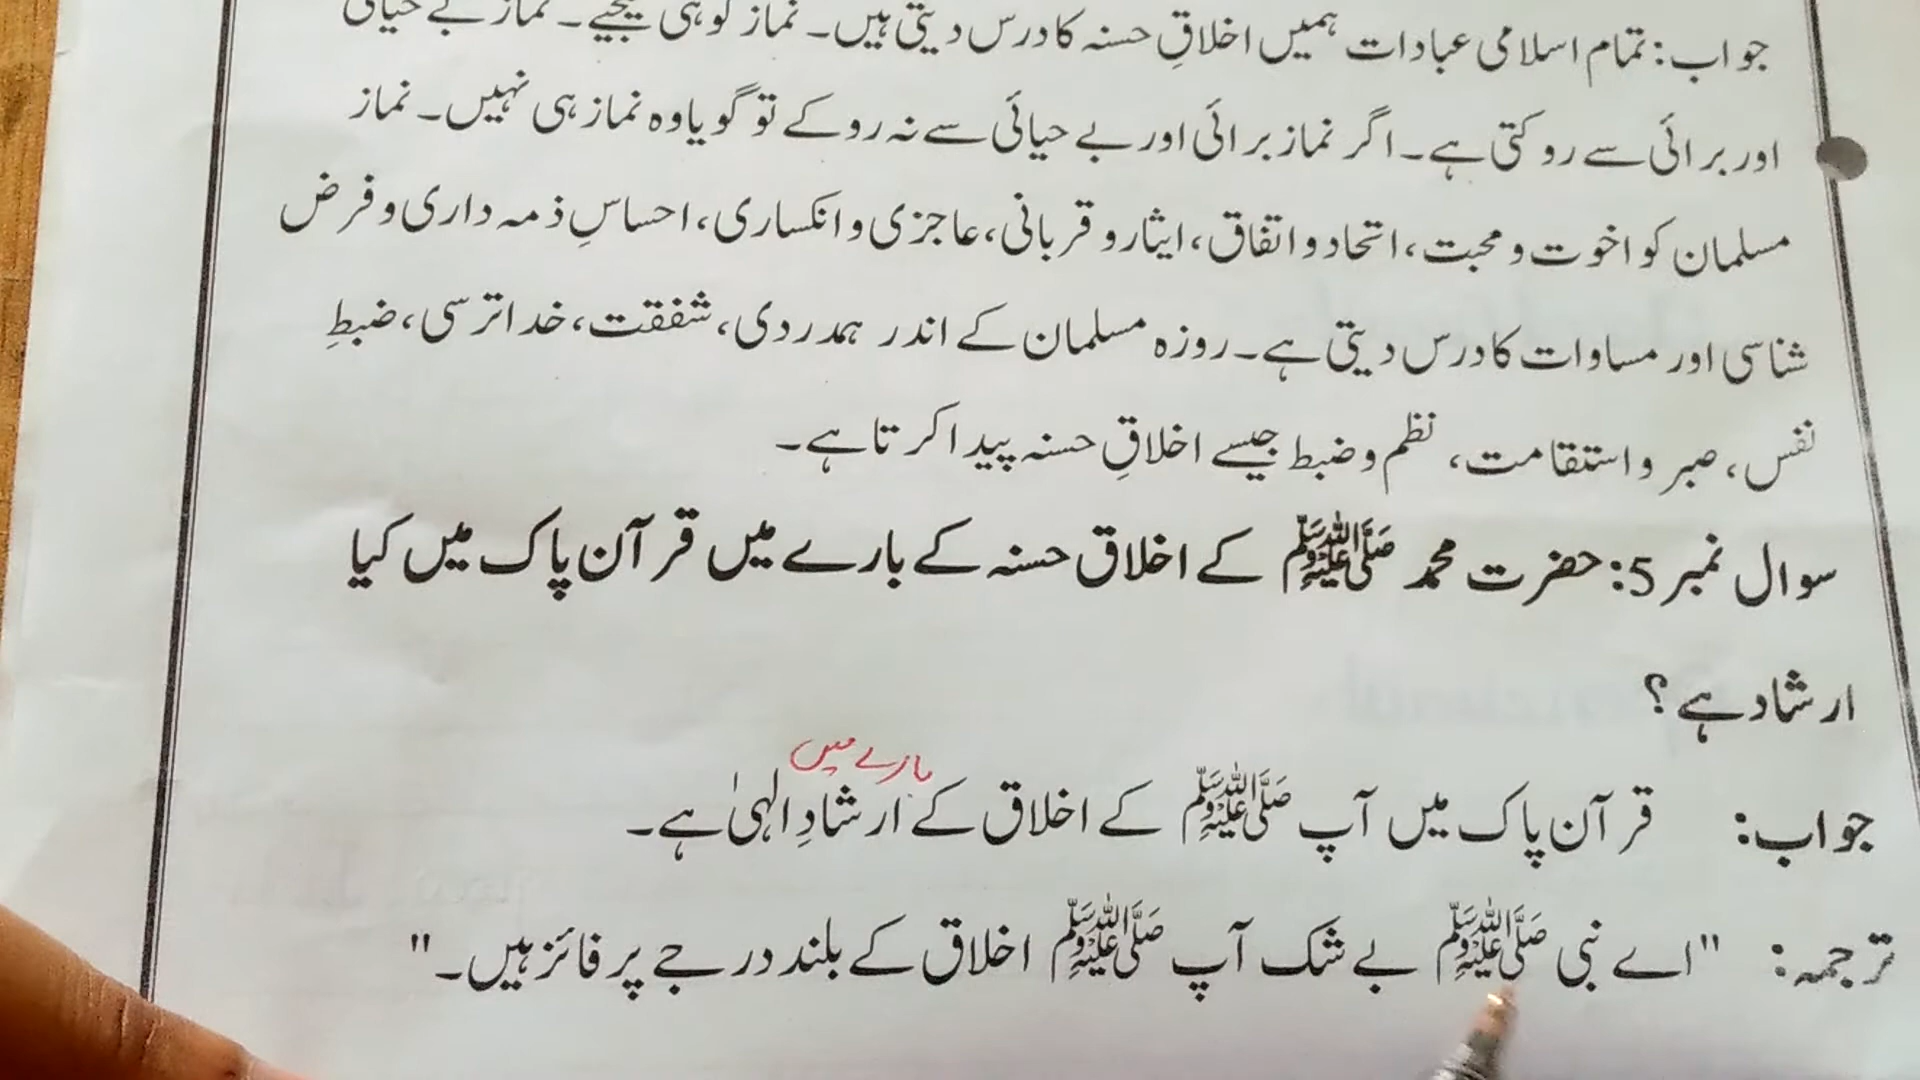 جواب: تمام اسلامی عبادات ہمیں اخلاقِ حسنہ کا درس دیتی ہیں۔ نماز کو ہی لیجیے۔ نماز بے حیائی
اور برائی سے روکتی ہے۔ اگر نماز برائی اور بے حیائی سے نہ روکے تو گویا وہ نماز ہی نہیں۔ نماز
مسلمان کو اخوت و محبت، اتحاد و اتفاق، ایثار و قربانی، عاجزی و انکساری، احساسِ ذمہ داری و فرض
شناسی اور مساوات کا درس دیتی ہے۔ روزہ مسلمان کے اندر ہمدردی، شفقت، خدا ترسی، ضبطِ
نفس، صبر و استقامت، نظم و ضبط جیسے اخلاقِ حسنہ پیدا کرتا ہے۔
سوال نمبر 5: حضرت محمد ﷺ کے اخلاق حسنہ کے بارے میں قرآن پاک میں کیا
ارشاد ہے ؟
بارے میں
جواب: قرآن پاک میں آپ ﷺ کے اخلاق کے ارشادِ الٰہی ہے۔
ترجمہ: "اے نبی ﷺ بے شک آپ ﷺ اخلاق کے بلند درجے پر فائز ہیں۔"